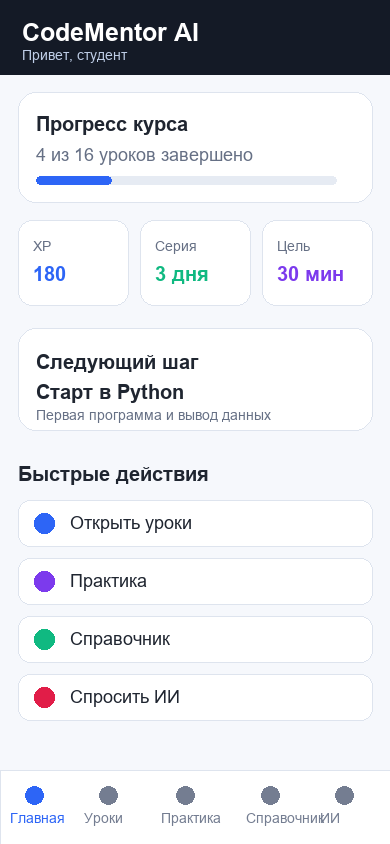 CodeMentor AI
Привет, студент
Прогресс курса
4 из 16 уроков завершено
XP Серия Цель
180 3 дня 30 мин
Следующий шаг
Старт в Python
Первая программа и вывод данных
Быстрые действия
Открыть уроки
Практика
Справочник
Спросить ИИ
Главная Уроки Практика Справочник ИИ